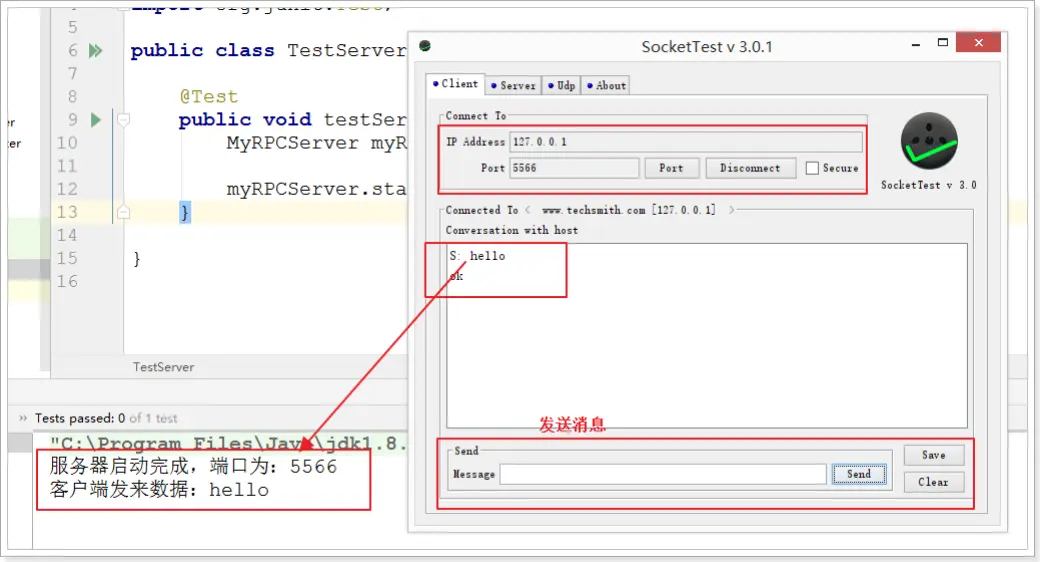 5
6 public class TestServer
7
8 @Test
9 public void testSer
10 MyRPCServer myR
11
12 myRPCServer.sta
13 }
14
15 }
16
TestServer
Tests passed: 0 of 1 test
"C:\Program Files\Java\jdk1.8.
服务器启动完成，端口为：5566
客户端发来数据：hello
SocketTest v 3.0.1
Client Server Udp About
Connect To
IP Address 127.0.0.1
Port 5566 Port Disconnect Secure
SocketTest v 3.0
Connected To < www.techsmith.com [127.0.0.1] >
Conversation with host
S: hello
ok
发送消息
Send
Message Send
Save
Clear